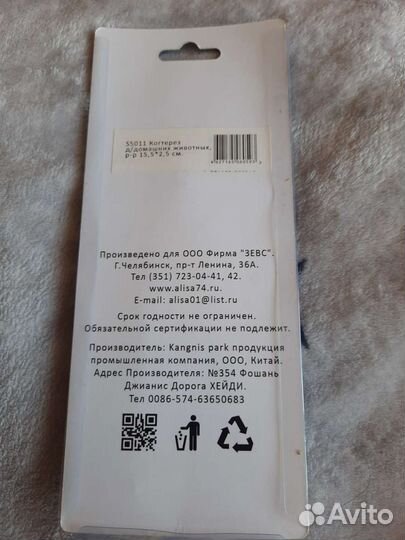 S5011 Когтерез
д/домашних животных,
р-р 15,5*2,5 см.
Произведено для ООО Фирма "ЗЕВС".
Г.Челябинск, пр-т Ленина, 36А.
Тел (351) 723-04-41, 42.
www.alisa74.ru.
E-mail: alisa01@list.ru
Срок годности не ограничен.
Обязательной сертификации не подлежит.
Производитель: Kangnis park продукция
промышленная компания, ООО, Китай.
Адрес Производителя: №354 Фошань
Джианис Дорога ХЕЙДИ.
Тел 0086-574-63650683
Avito